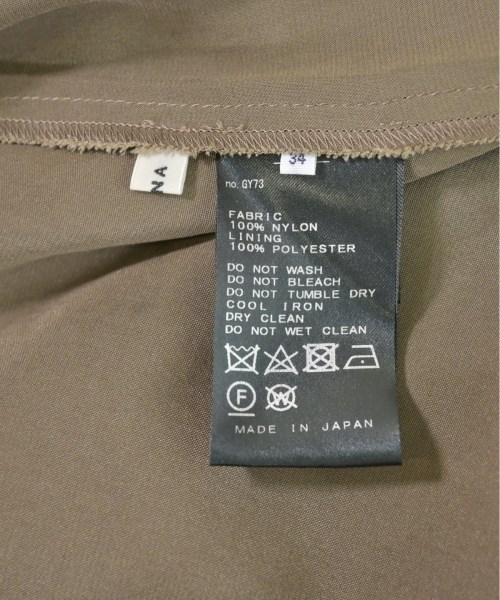 34
NA
no. GY73
FABRIC
100% NYLON
LINING
100% POLYESTER
DO NOT WASH
DO NOT BLEACH
DO NOT TUMBLE DRY
COOL IRON
DRY CLEAN
DO NOT WET CLEAN
F W
MADE IN JAPAN